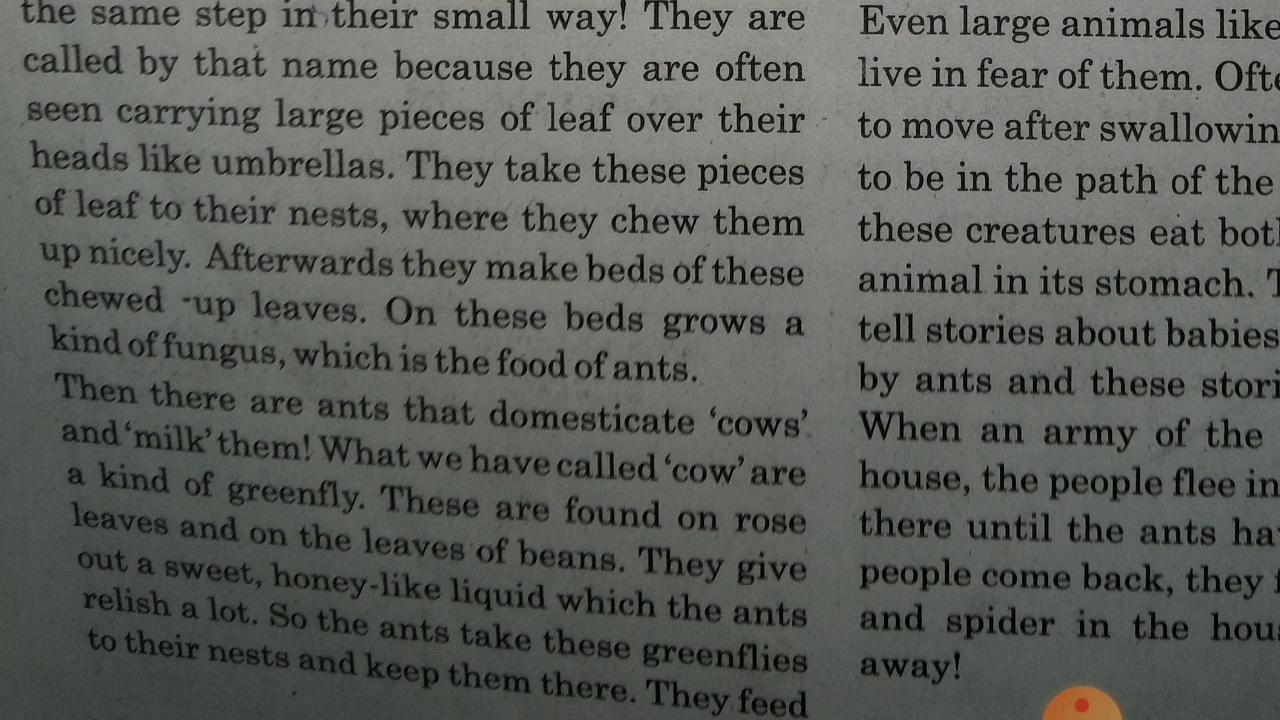 the same step in their small way! They are
called by that name because they are often
seen carrying large pieces of leaf over their
heads like umbrellas. They take these pieces
of leaf to their nests, where they chew them
up nicely. Afterwards they make beds of these
chewed -up leaves. On these beds grows a
kind of fungus, which is the food of ants.
Then there are ants that domesticate ‘cows’
and ‘milk’ them! What we have called ‘cow’ are
a kind of greenfly. These are found on rose
leaves and on the leaves of beans. They give
out a sweet, honey-like liquid which the ants
relish a lot. So the ants take these greenflies
to their nests and keep them there. They feed
Even large animals like
live in fear of them.
to move after
to be in the path of the
these creatures eat
animal in its stomach.
tell stories about babies
by ants and these
When an army of the
house, the people flee in
there until the ants
people come back, they
and spider in the
away!